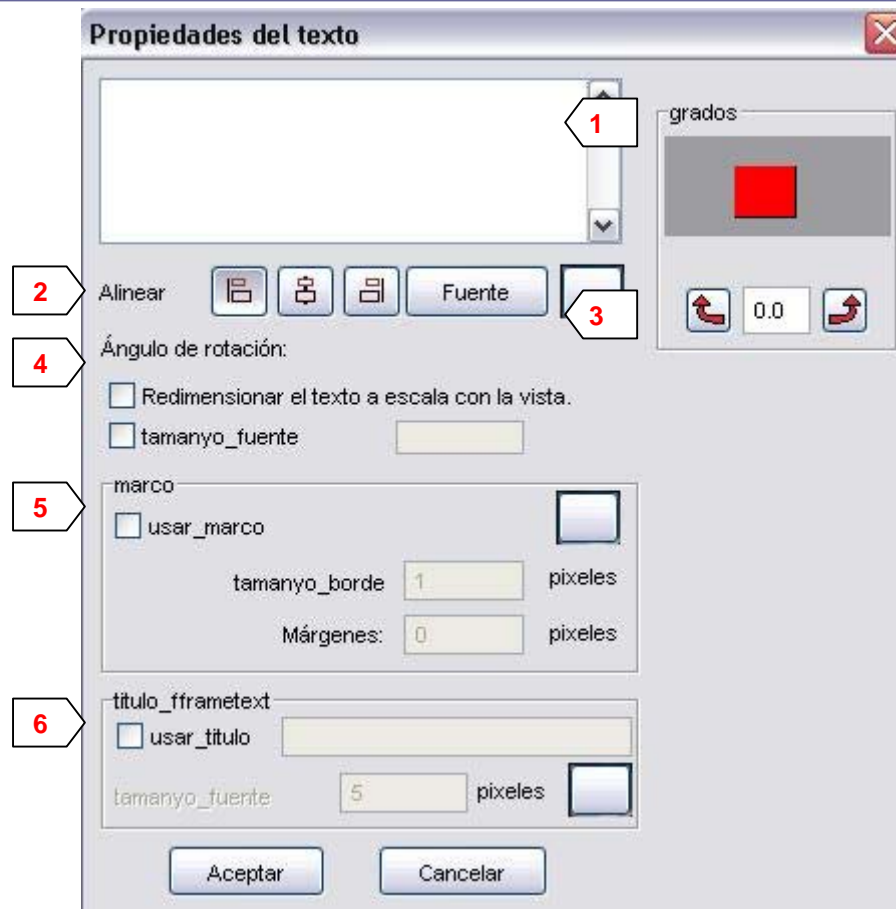 Propiedades del texto
1
grados
2
Alinear
Fuente
3
0.0
4
Ángulo de rotación:
Redimensionar el texto a escala con la vista.
tamanyo_fuente
5
marco
usar_marco
tamanyo_borde 1 pixeles
Márgenes: 0 pixeles
6
titulo_fframetext
usar_titulo
tamanyo_fuente 5 pixeles
Aceptar Cancelar